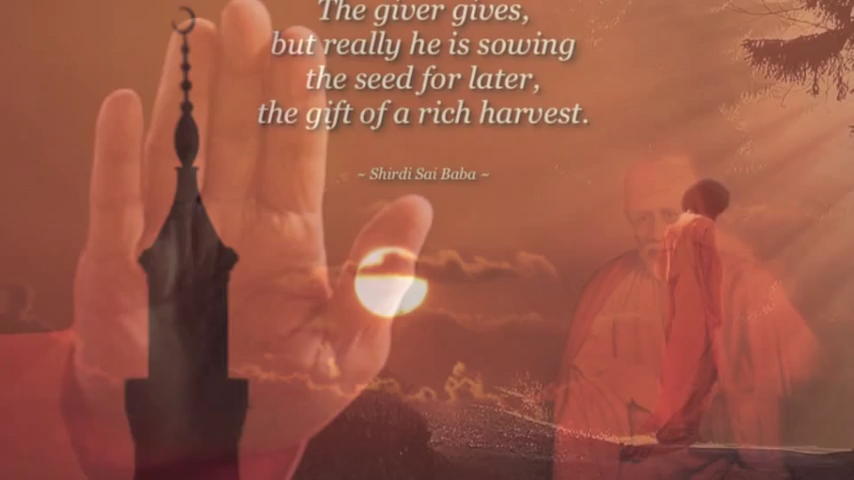 The giver gives,
but really he is sowing
the seed for later,
the gift of a rich harvest.
~ Shirdi Sai Baba ~